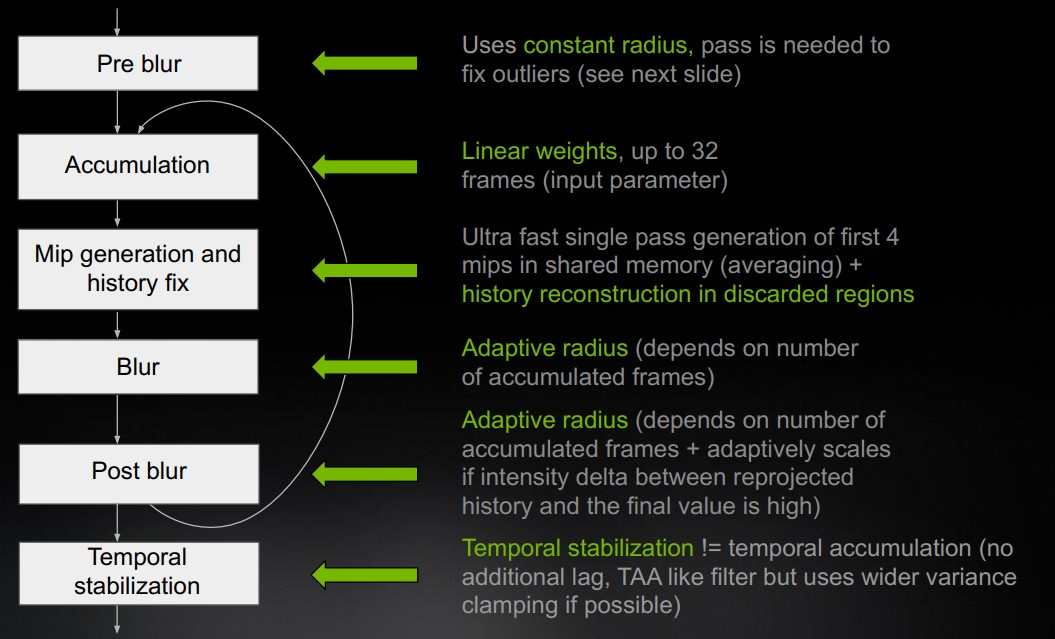 Pre blur
Uses constant radius, pass is needed to
fix outliers (see next slide)
Accumulation
Linear weights, up to 32
frames (input parameter)
Mip generation and
history fix
Ultra fast single pass generation of first 4
mips in shared memory (averaging) +
history reconstruction in discarded regions
Blur
Adaptive radius (depends on number
of accumulated frames)
Post blur
Adaptive radius (depends on number of
accumulated frames + adaptively scales
if intensity delta between reprojected
history and the final value is high)
Temporal
stabilization
Temporal stabilization != temporal accumulation (no
additional lag, TAA like filter but uses wider variance
clamping if possible)